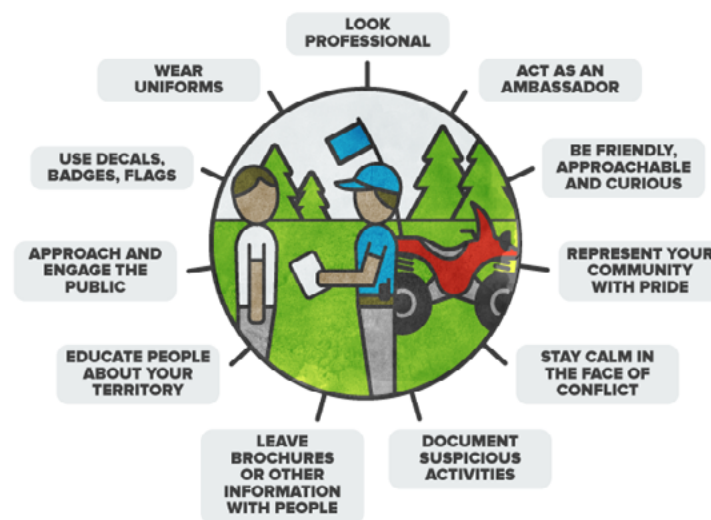 LOOK
PROFESSIONAL
ACT AS AN
AMBASSADOR
BE FRIENDLY,
APPROACHABLE
AND CURIOUS
REPRESENT YOUR
COMMUNITY
WITH PRIDE
STAY CALM IN
THE FACE OF
CONFLICT
DOCUMENT
SUSPICIOUS
ACTIVITIES
LEAVE
BROCHURES
OR OTHER
INFORMATION
WITH PEOPLE
EDUCATE PEOPLE
ABOUT YOUR
TERRITORY
APPROACH AND
ENGAGE THE
PUBLIC
USE DECALS,
BADGES, FLAGS
WEAR
UNIFORMS